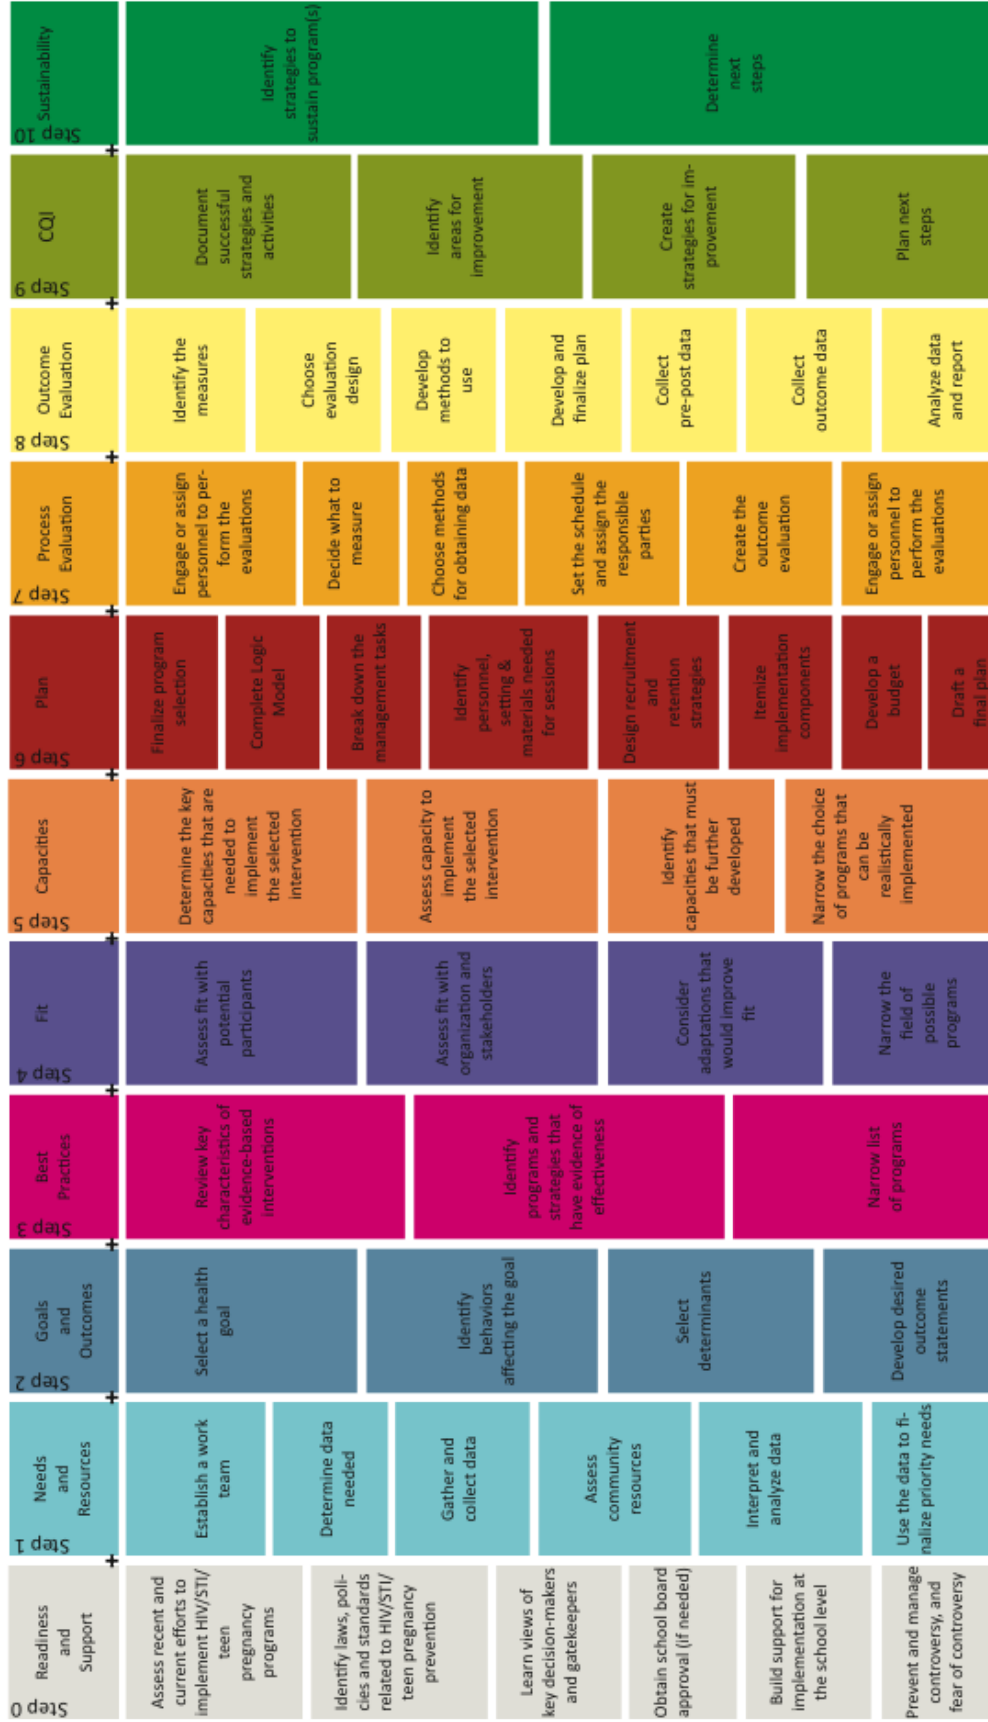 Step 0
Readiness
and
Support
Assess recent and
current efforts to
implement HIV/STI/
teen
pregnancy
programs
Identify laws, poli-
cies and standards
related to HIV/STI/
teen pregnancy
prevention
Learn views of
key decision-makers
and gatekeepers
Obtain school board
approval (if needed)
Build support for
implementation at
the school level
Prevent and manage
controversy, and
fear of controversy
+
Step 1
Needs
and
Resources
Establish a work
team
Determine data
needed
Gather and
collect data
Assess
community
resources
Interpret and
analyze data
Use the data to fi-
nalize priority needs
+
Step 2
Goals
and
Outcomes
Select a health
goal
Identify
behaviors
affecting the goal
Select
determinants
Develop desired
outcome
statements
+
Step 3
Best
Practices
Review key
characteristics of
evidence-based
interventions
Identify
programs and
strategies that
have evidence of
effectiveness
Narrow list
of programs
+
Step 4
Fit
Assess fit with
potential
participants
Assess fit with
organization and
stakeholders
Consider
adaptations that
would improve
fit
Narrow the
field of
possible
programs
+
Step 5
Capacities
Determine the key
capacities that are
needed to
implement
the selected
intervention
Assess capacity to
implement
the selected
intervention
Identify
capacities that must
be further
developed
Narrow the choice
of programs that
can be
realistically
implemented
+
Step 6
Plan
Finalize program
selection
Complete Logic
Model
Break down the
management tasks
Identify
personnel,
setting &
materials needed
for sessions
Design recruitment
and
retention
strategies
Itemize
implementation
components
Develop a
budget
Draft a
final plan
+
Step 7
Process
Evaluation
Engage or assign
personnel to per-
form the
evaluations
Decide what to
measure
Choose methods
for obtaining data
Set the schedule
and assign the
responsible
parties
Create the
outcome
evaluation
Engage or assign
personnel to
perform the
evaluations
+
Step 8
Outcome
Evaluation
Identify the
measures
Choose
evaluation
design
Develop
methods to
use
Develop and
finalize plan
Collect
pre-post data
Collect
outcome data
Analyze data
and report
+
Step 9
CQI
Document
successful
strategies and
activities
Identify
areas for
improvement
Create
strategies for im-
provement
Plan next
steps
+
Step 10
Sustainability
Identify
strategies to
sustain program(s)
Determine
next
steps